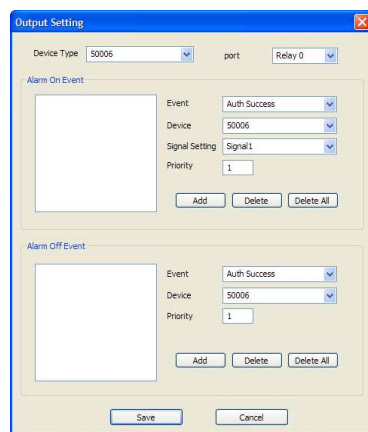 Output Setting
Device Type 50006 port Relay 0
Alarm On Event
Event Auth Success
Device 50006
Signal Setting Signal1
Priority 1
Add Delete Delete All
Alarm Off Event
Event Auth Success
Device 50006
Priority 1
Add Delete Delete All
Save Cancel